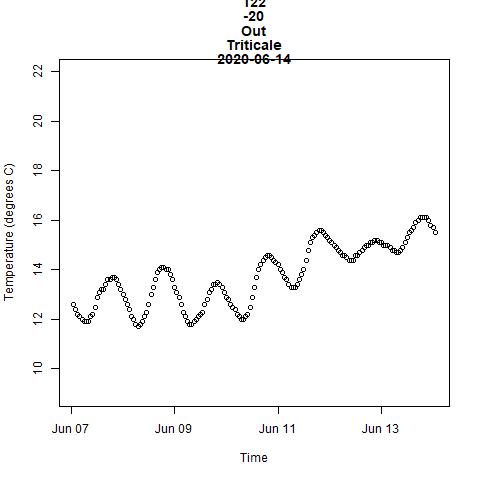 122
-20
Out
Triticale
2020-06-14
22
20
18
16
14
12
10
Temperature (degrees C)
Jun 07
Jun 09
Jun 11
Jun 13
Time